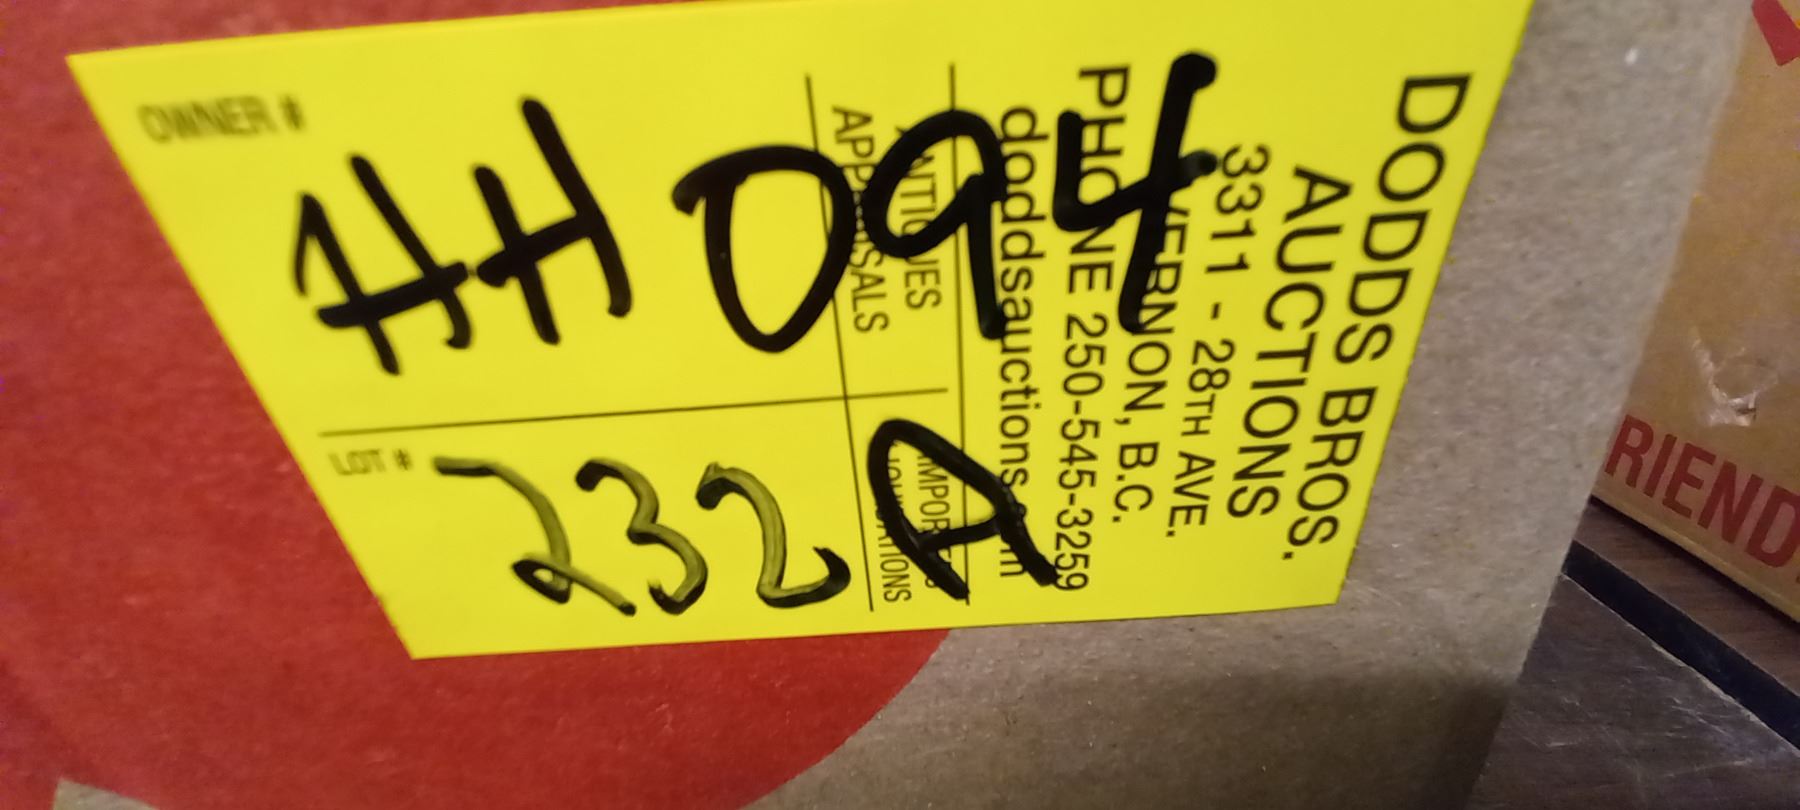 DODDS BROS.
AUCTIONS
3311 - 28TH AVE.
VERNON, B.C.
PHONE 250-545-3259
doddsauctions.com
ANTIQUES
APPRAISALS
OWNER #
HH 094
LOT #
232A
RIEND